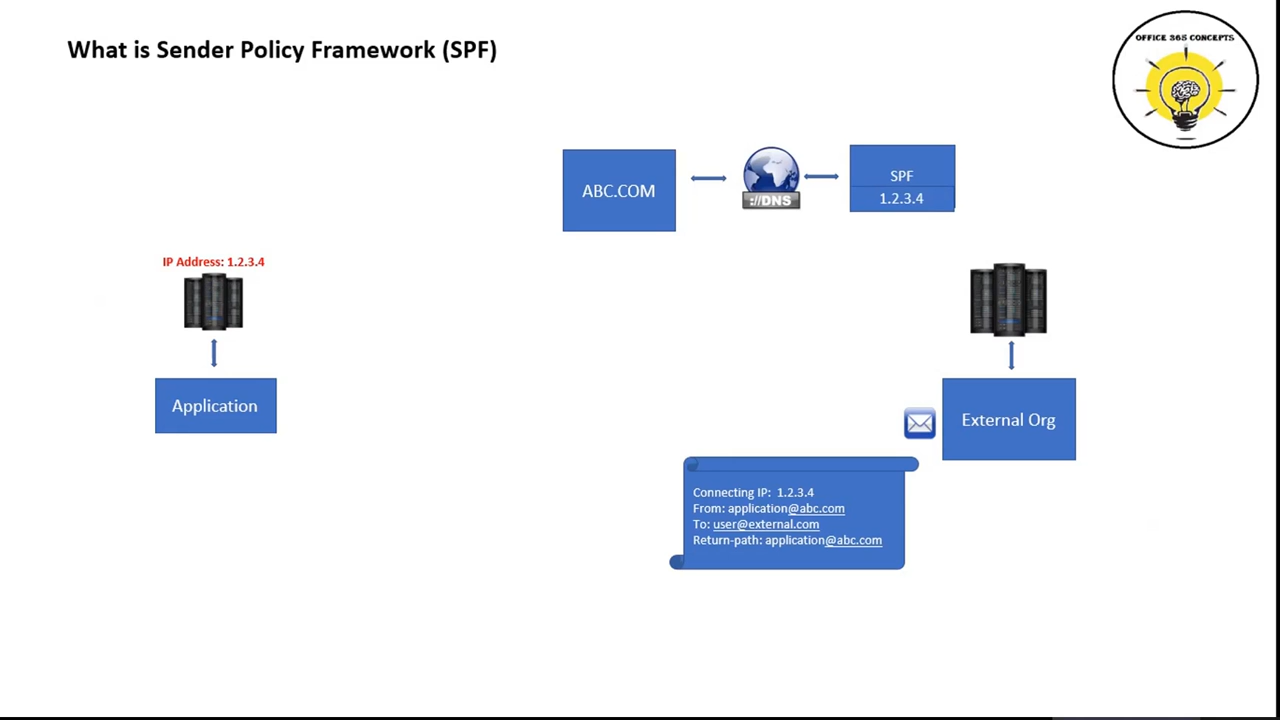 What is Sender Policy Framework (SPF)
OFFICE 365 CONCEPTS
ABC.COM
://DNS
SPF
1.2.3.4
IP Address: 1.2.3.4
Application
External Org
Connecting IP: 1.2.3.4
From: application@abc.com
To: user@external.com
Return-path: application@abc.com